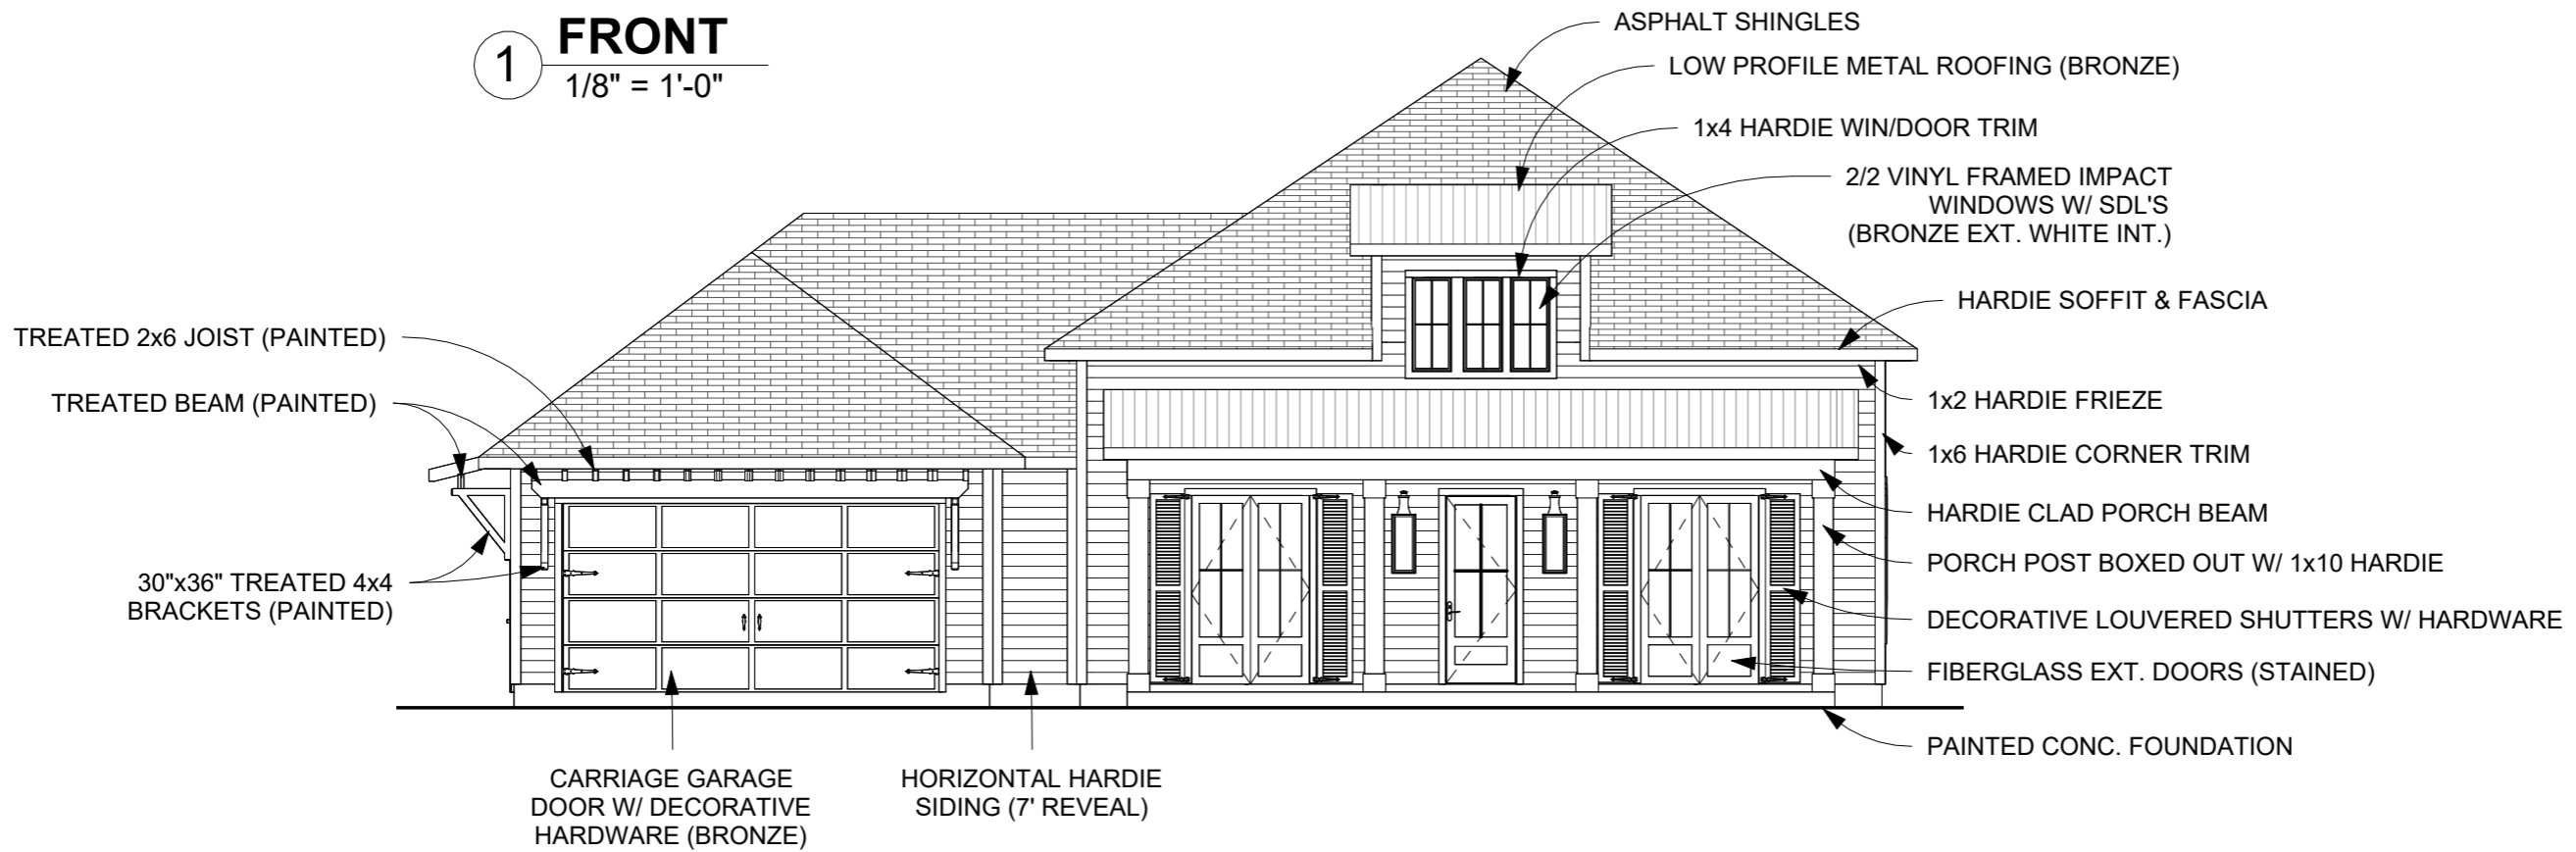 1
FRONT
1/8" = 1'-0"
ASPHALT SHINGLES
LOW PROFILE METAL ROOFING (BRONZE)
1x4 HARDIE WIN/DOOR TRIM
2/2 VINYL FRAMED IMPACT
WINDOWS W/ SDL'S
(BRONZE EXT. WHITE INT.)
HARDIE SOFFIT & FASCIA
TREATED 2x6 JOIST (PAINTED)
TREATED BEAM (PAINTED)
30"x36" TREATED 4x4
BRACKETS (PAINTED)
1x2 HARDIE FRIEZE
1x6 HARDIE CORNER TRIM
HARDIE CLAD PORCH BEAM
PORCH POST BOXED OUT W/ 1x10 HARDIE
DECORATIVE LOUVERED SHUTTERS W/ HARDWARE
FIBERGLASS EXT. DOORS (STAINED)
PAINTED CONC. FOUNDATION
CARRIAGE GARAGE
DOOR W/ DECORATIVE
HARDWARE (BRONZE)
HORIZONTAL HARDIE
SIDING (7' REVEAL)